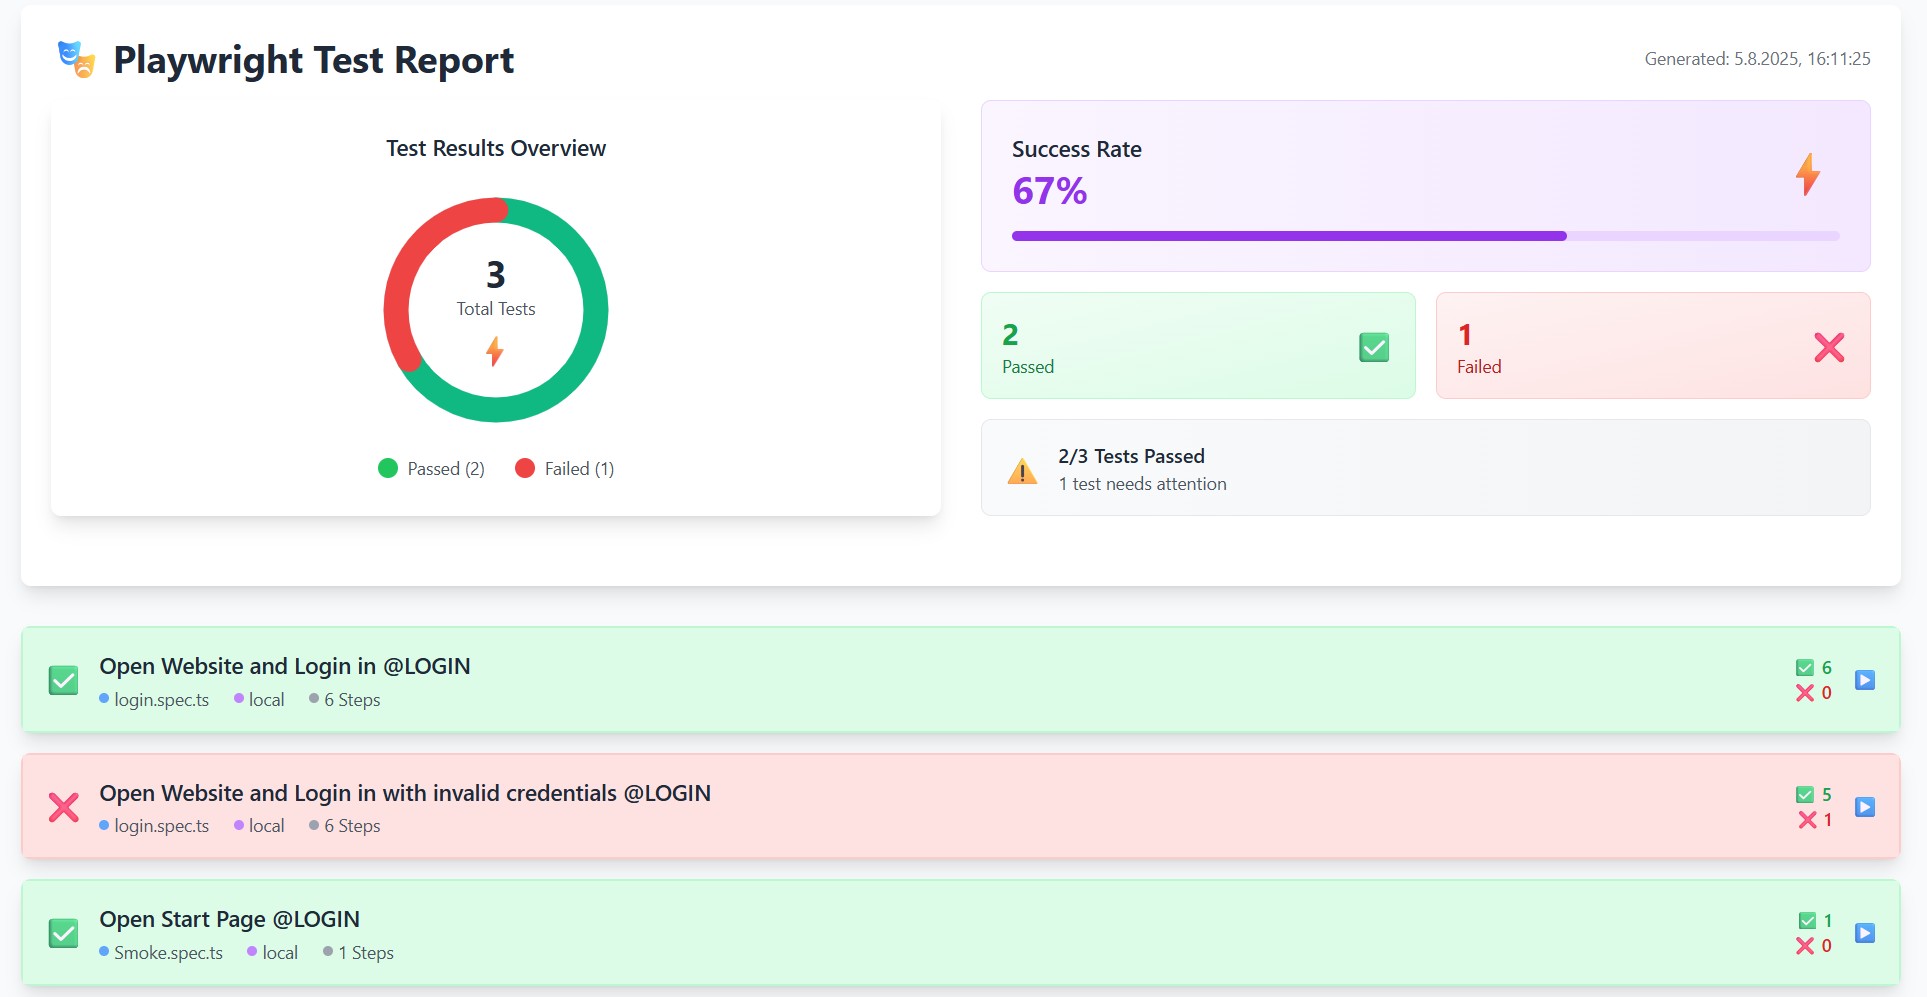 Playwright Test Report
Generated: 5.8.2025, 16:11:25
Test Results Overview
3
Total Tests
Passed (2)
Failed (1)
Success Rate
67%
2
Passed
1
Failed
2/3 Tests Passed
1 test needs attention
Open Website and Login in @LOGIN
login.spec.ts local 6 Steps
6
0
Open Website and Login in with invalid credentials @LOGIN
login.spec.ts local 6 Steps
5
1
Open Start Page @LOGIN
Smoke.spec.ts local 1 Steps
1
0